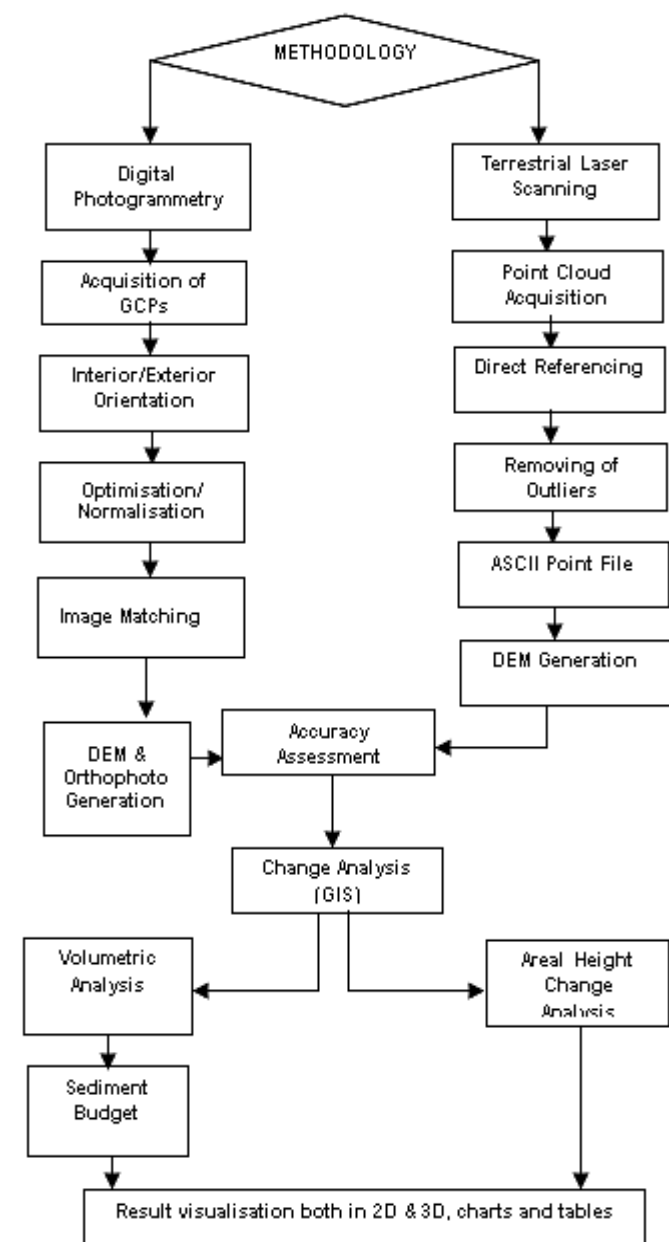 METHODOLOGY
Digital
Photogrammetry
Acquisition of
GCPs
Interior/Exterior
Orientation
Optimisation/
Normalisation
Image Matching
DEM &
Orthophoto
Generation
Terrestrial Laser
Scanning
Point Cloud
Acquisition
Direct Referencing
Removing of
Outliers
ASCII Point File
DEM Generation
Accuracy
Assessment
Change Analysis
(GIS)
Volumetric
Analysis
Sediment
Budget
Areal Height
Change
Analysis
Result visualisation both in 2D & 3D, charts and tables